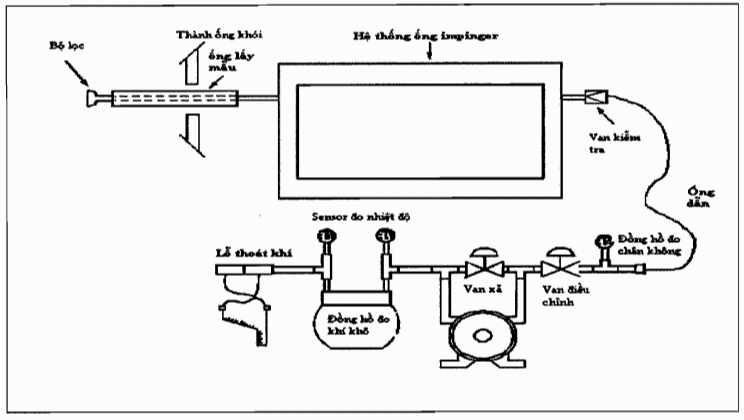 Thành ống khói
Hệ thống ống impinger
Bộ lọc
ống lấy
mẫu
Van kiểm
tra
Ống
dẫn
Sensor đo nhiệt độ
Đồng hồ đo
chân không
Lỗ thoát khí
Van xả
Van điều
chỉnh
Đồng hồ đo
khí khô